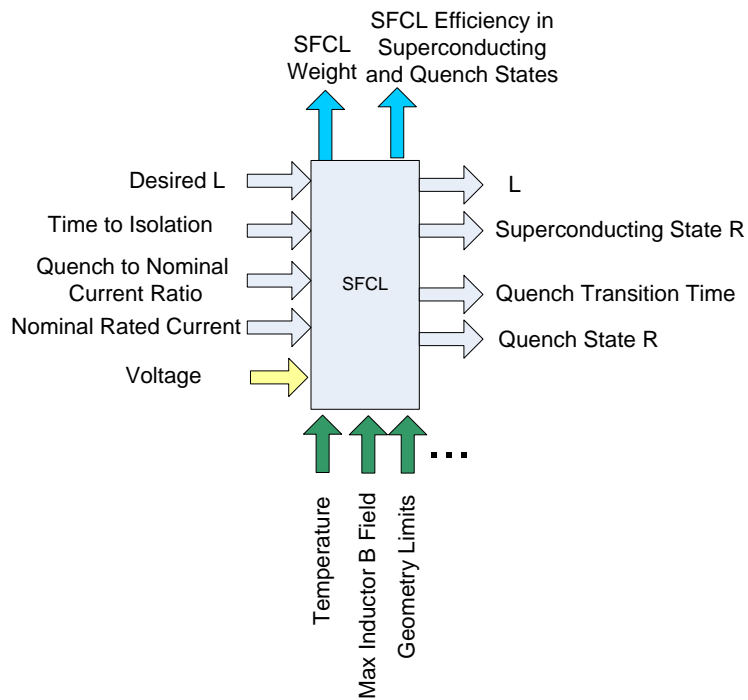 SFCL
Weight
SFCL Efficiency in
Superconducting
and Quench States
Desired L
Time to Isolation
Quench to Nominal
Current Ratio
Nominal Rated Current
Voltage
SFCL
L
Superconducting State R
Quench Transition Time
Quench State R
Temperature
Max Inductor B Field
Geometry Limits
...